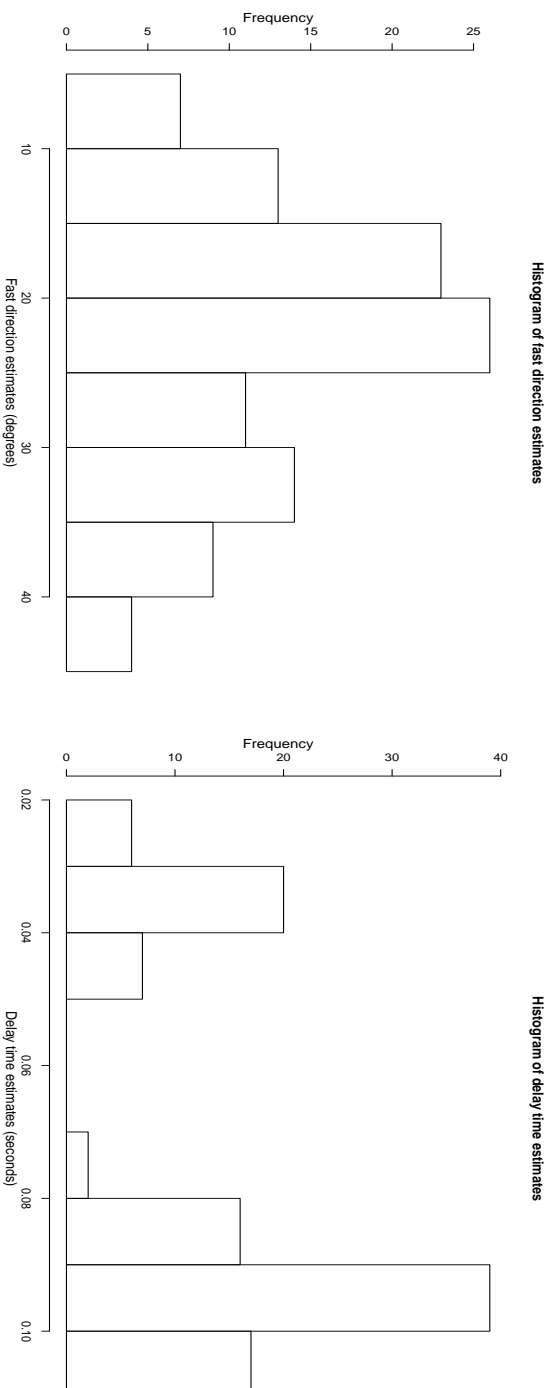 Histogram of fast direction estimates
Frequency
0 5 10 15 20 25
10 20 30 40
Fast direction estimates (degrees)
Histogram of delay time estimates
Frequency
0 10 20 30 40
0.02 0.04 0.06 0.08 0.10
Delay time estimates (seconds)